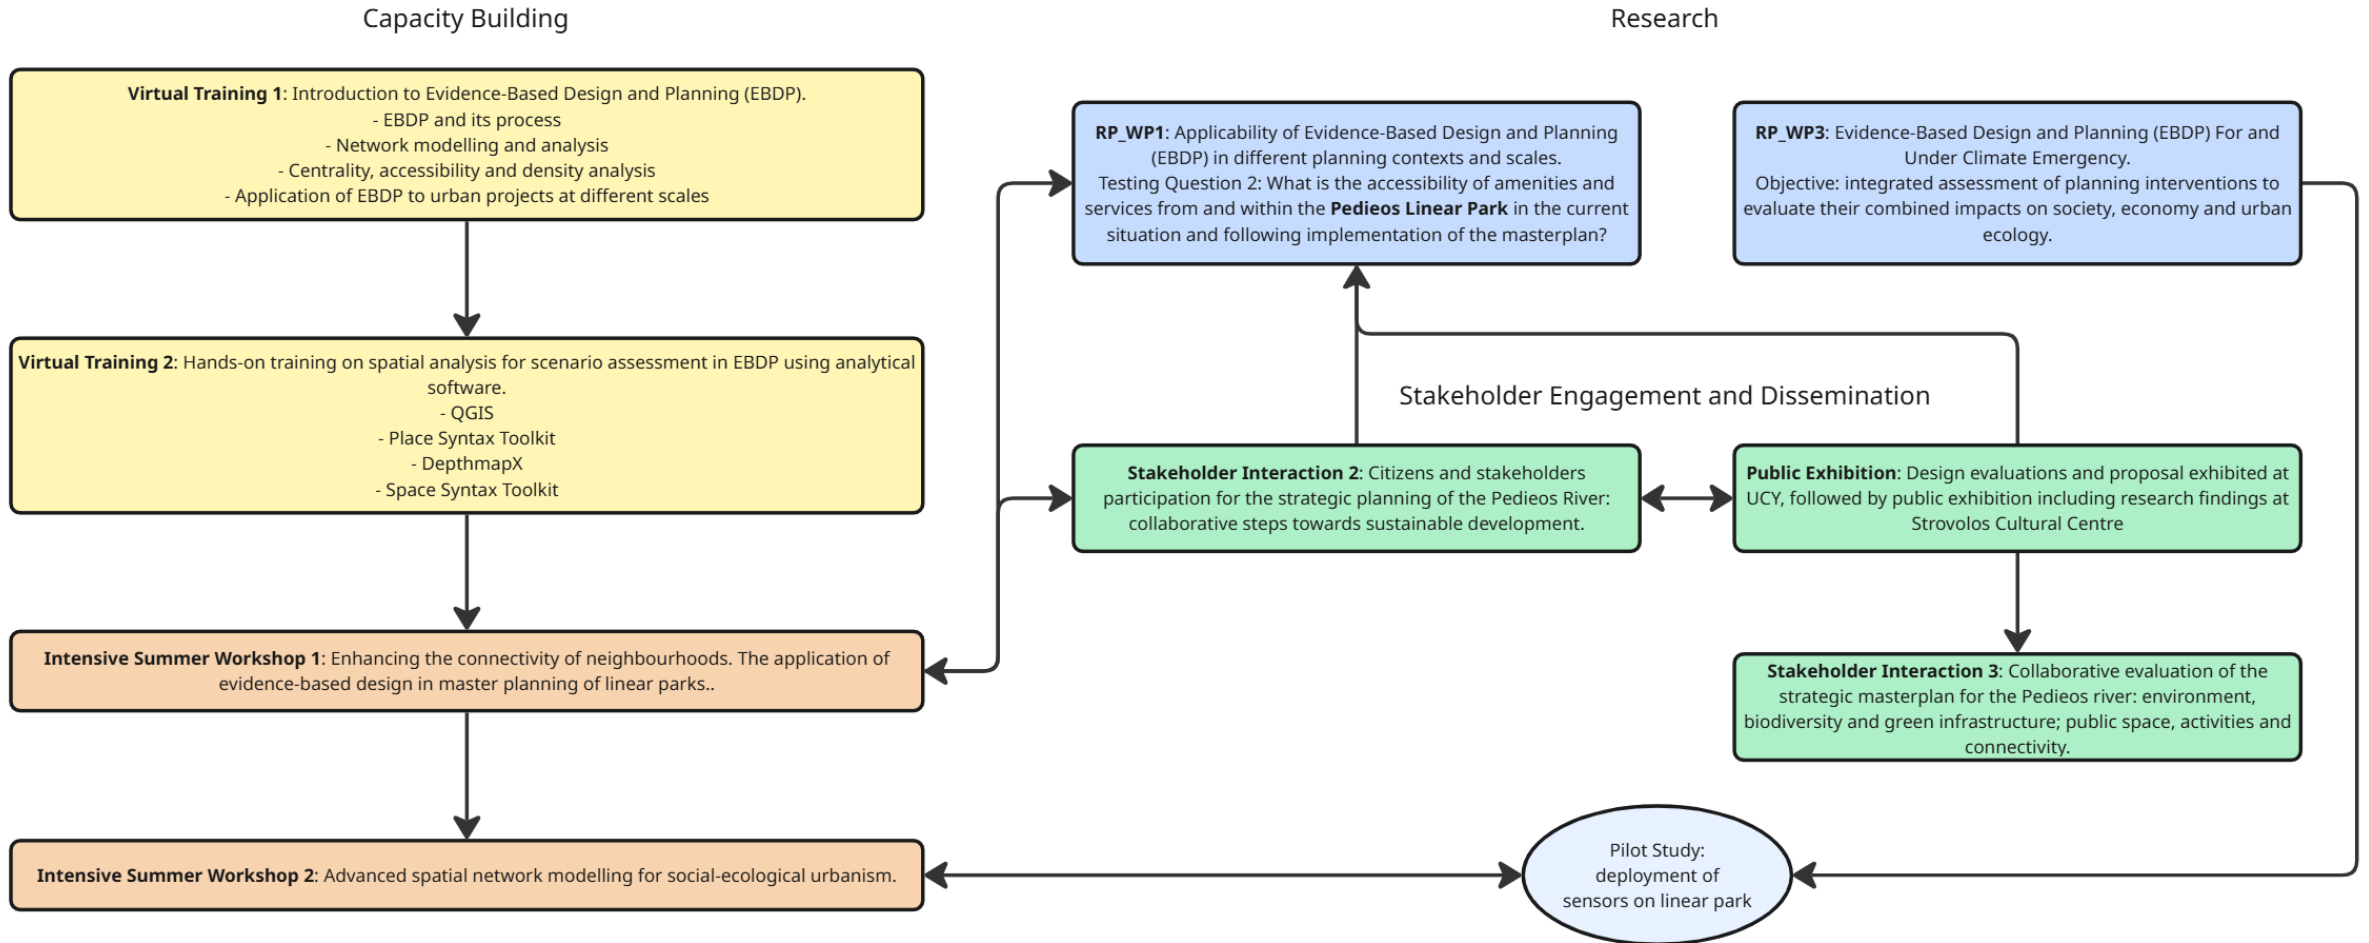 Capacity Building
Research
Virtual Training 1: Introduction to Evidence-Based Design and Planning (EBDP).
- EBDP and its process
- Network modelling and analysis
- Centrality, accessibility and density analysis
- Application of EBDP to urban projects at different scales
RP_WP1: Applicability of Evidence-Based Design and Planning
(EBDP) in different planning contexts and scales.
Testing Question 2: What is the accessibility of amenities and
services from and within the Pedieos Linear Park in the current
situation and following implementation of the masterplan?
RP_WP3: Evidence-Based Design and Planning (EBDP) For and
Under Climate Emergency.
Objective: integrated assessment of planning interventions to
evaluate their combined impacts on society, economy and urban
ecology.
Virtual Training 2: Hands-on training on spatial analysis for scenario assessment in EBDP using analytical
software.
- QGIS
- Place Syntax Toolkit
- DepthmapX
- Space Syntax Toolkit
Stakeholder Engagement and Dissemination
Stakeholder Interaction 2: Citizens and stakeholders
participation for the strategic planning of the Pedieos River:
collaborative steps towards sustainable development.
Public Exhibition: Design evaluations and proposal exhibited at
UCY, followed by public exhibition including research findings at
Strovolos Cultural Centre
Intensive Summer Workshop 1: Enhancing the connectivity of neighbourhoods. The application of
evidence-based design in master planning of linear parks..
Stakeholder Interaction 3: Collaborative evaluation of the
strategic masterplan for the Pedieos river: environment,
biodiversity and green infrastructure; public space, activities and
connectivity.
Intensive Summer Workshop 2: Advanced spatial network modelling for social-ecological urbanism.
Pilot Study:
deployment of
sensors on linear park